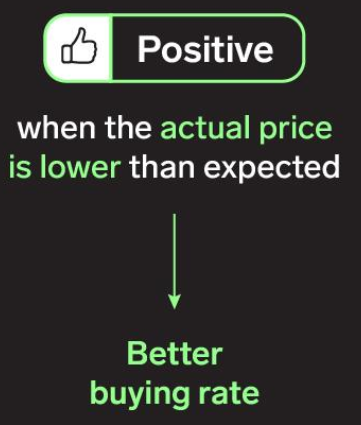 Positive
when the actual price
is lower than expected
Better
buying rate